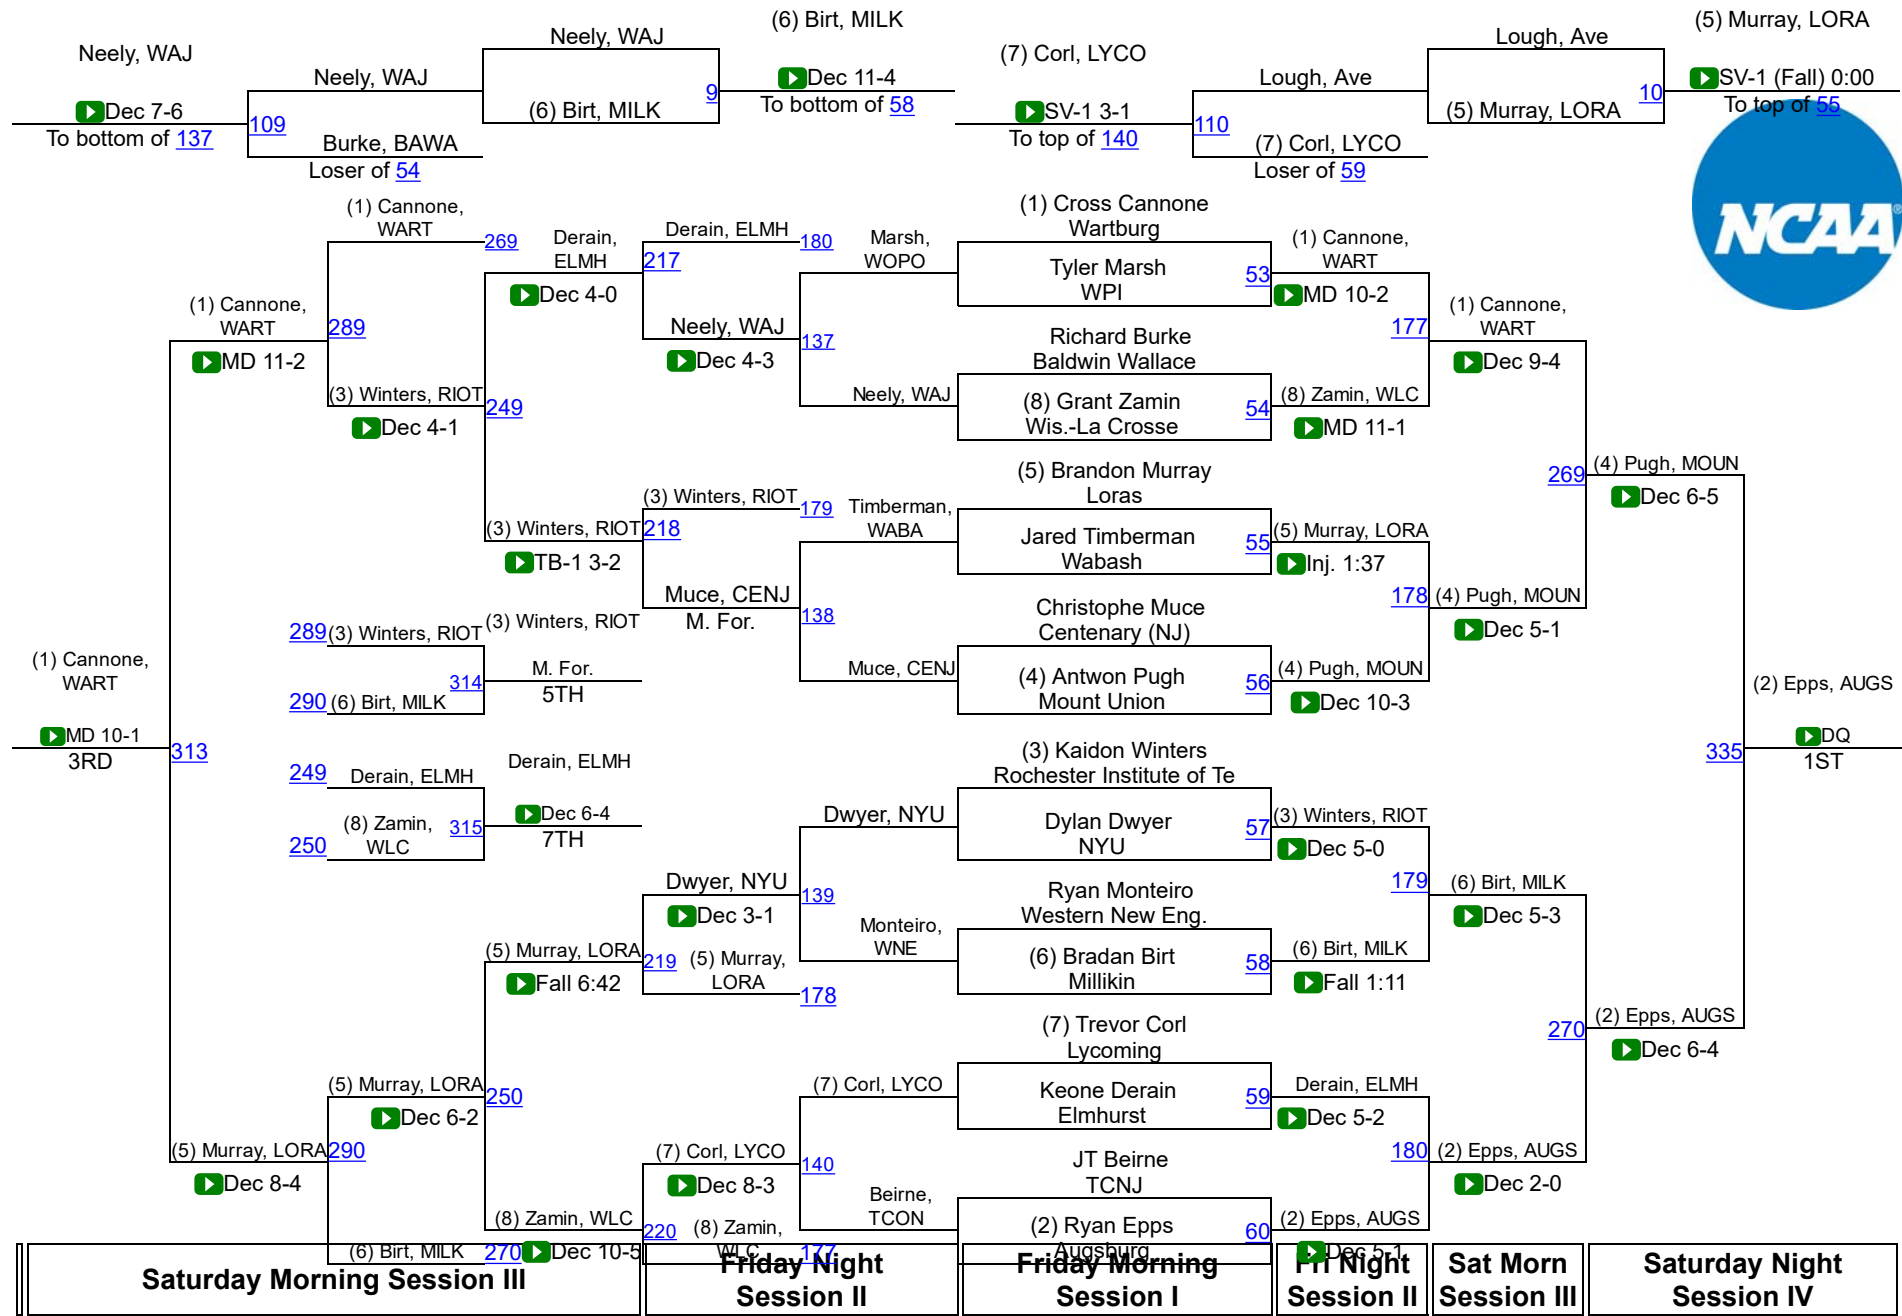 Neely, WAJ
Dec 7-6
To bottom of 137
109
Neely, WAJ
Burke, BAWA
Loser of 54
Neely, WAJ
(6) Birt, MILK
9
(6) Birt, MILK
Dec 11-4
To bottom of 58
(7) Corl, LYCO
SV-1 3-1
To top of 140
110
Lough, Ave
(7) Corl, LYCO
Loser of 59
Lough, Ave
(5) Murray, LORA
10
(5) Murray, LORA
SV-1 (Fall) 0:00
To top of 55
NCAA
(1) Cross Cannone
Wartburg
Tyler Marsh
WPI
53
Richard Burke
Baldwin Wallace
(8) Grant Zamin
Wis.-La Crosse
54
(5) Brandon Murray
Loras
Jared Timberman
Wabash
55
Christophe Muce
Centenary (NJ)
(4) Antwon Pugh
Mount Union
56
(3) Kaidon Winters
Rochester Institute of Te
Dylan Dwyer
NYU
57
Ryan Monteiro
Western New Eng.
(6) Bradan Birt
Millikin
58
(7) Trevor Corl
Lycoming
Keone Derain
Elmhurst
59
JT Beirne
TCNJ
(2) Ryan Epps
Augsburg
60
(1) Cannone,
WART
MD 10-2
177
(8) Zamin, WLC
MD 11-1
(5) Murray, LORA
Inj. 1:37
178
(4) Pugh, MOUN
Dec 10-3
(3) Winters, RIOT
Dec 5-0
179
(6) Birt, MILK
Fall 1:11
Derain, ELMH
Dec 5-2
180
(2) Epps, AUGS
Dec 5-1
(1) Cannone,
WART
Dec 9-4
269
(4) Pugh, MOUN
Dec 5-1
(6) Birt, MILK
Dec 5-3
270
(2) Epps, AUGS
Dec 2-0
(4) Pugh, MOUN
Dec 6-5
335
(2) Epps, AUGS
Dec 6-4
(2) Epps, AUGS
DQ
1ST
Marsh,
WOPO
137
Neely, WAJ
Timberman,
WABA
138
Muce, CENJ
Dwyer, NYU
139
Monteiro,
WNE
(7) Corl, LYCO
140
Beirne,
TCON
Derain, ELMH
180
217
Neely, WAJ
Dec 4-3
(3) Winters, RIOT
179
218
Muce, CENJ
M. For.
Dwyer, NYU
Dec 3-1
219
(5) Murray,
LORA
178
(7) Corl, LYCO
Dec 8-3
220
(8) Zamin,
WLC
177
Derain,
ELMH
Dec 4-0
249
(3) Winters, RIOT
TB-1 3-2
(5) Murray, LORA
Fall 6:42
250
(8) Zamin, WLC
Dec 10-5
(1) Cannone,
WART
269
289
(3) Winters, RIOT
Dec 4-1
(5) Murray, LORA
Dec 6-2
290
(6) Birt, MILK
270
(1) Cannone,
WART
MD 11-2
313
(5) Murray, LORA
Dec 8-4
(1) Cannone,
WART
MD 10-1
3RD
289
(3) Winters, RIOT
290
(6) Birt, MILK
314
(3) Winters, RIOT
M. For.
5TH
249
Derain, ELMH
250
(8) Zamin,
WLC
315
Derain, ELMH
Dec 6-4
7TH
Saturday Morning Session III
Friday Night
Session II
Friday Morning
Session I
Fri Night
Session II
Sat Morn
Session III
Saturday Night
Session IV